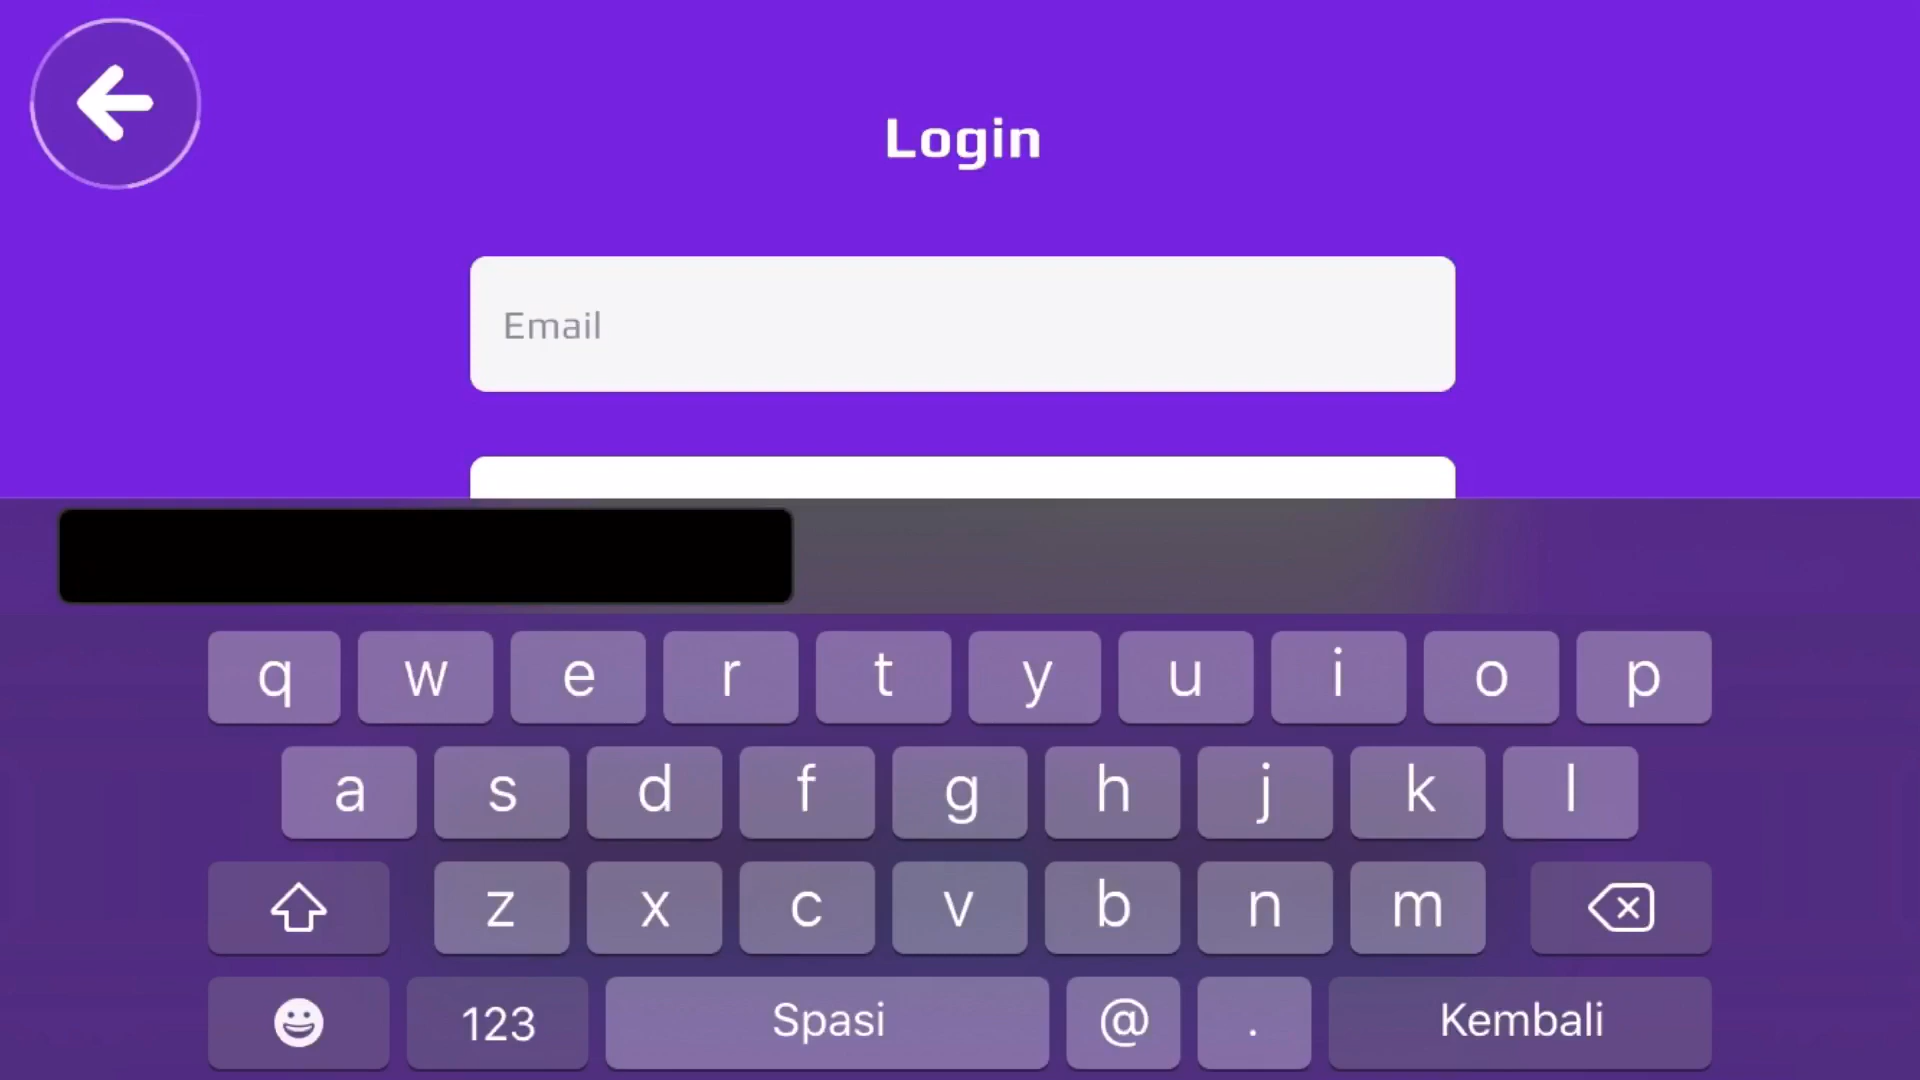 Login
Email
q w e r t y u i o p
a s d f g h j k l
z x c v b n m
123 Spasi @ . Kembali